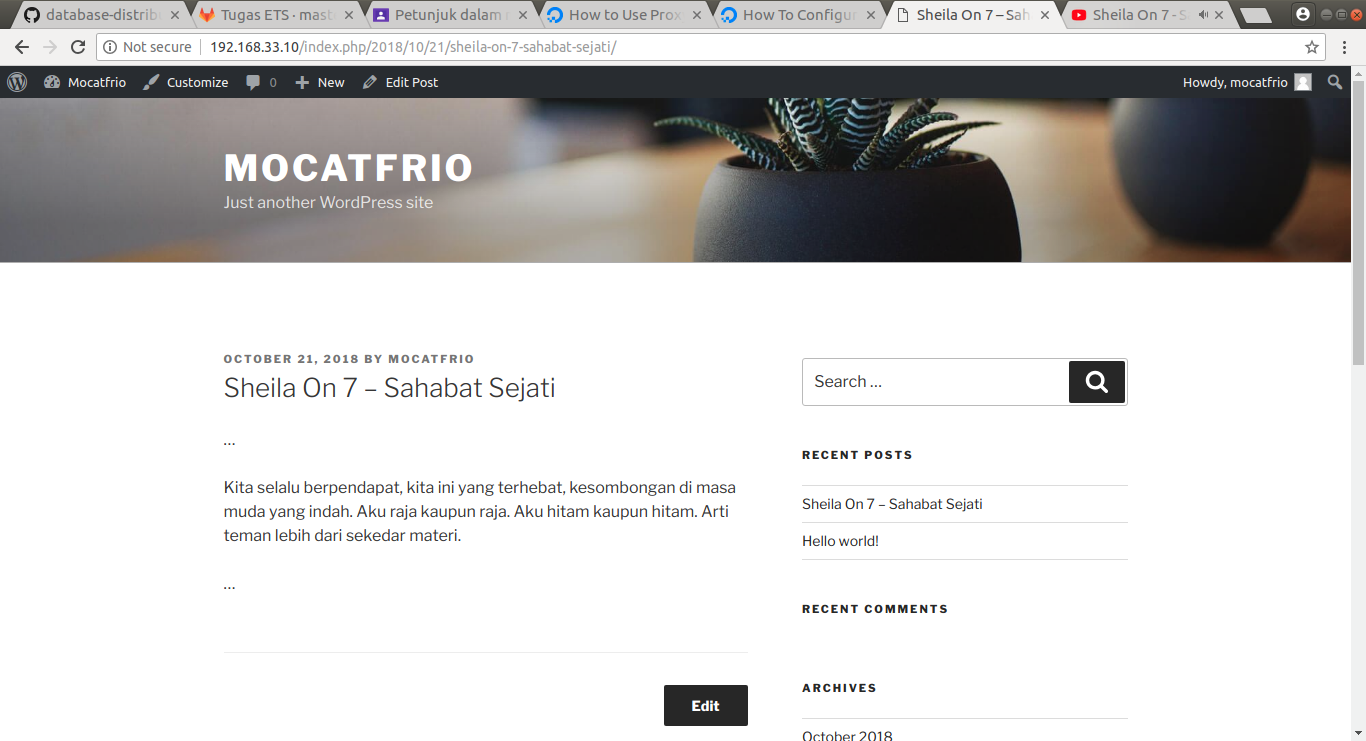 database-distrib
Tugas ETS · mast
Petunjuk dalam
How to Use Prox
How To Configur
Sheila On 7 – Sah
Sheila On 7 - S
Not secure
192.168.33.10/index.php/2018/10/21/sheila-on-7-sahabat-sejati/
Mocatfrio
Customize
0
New
Edit Post
Howdy, mocatfrio
MOCATFRIO
Just another WordPress site
OCTOBER 21, 2018 BY MOCATFRIO
Sheila On 7 – Sahabat Sejati
…
Kita selalu berpendapat, kita ini yang terhebat, kesombongan di masa
muda yang indah. Aku raja kaupun raja. Aku hitam kaupun hitam. Arti
teman lebih dari sekedar materi.
…
Edit
Search …
RECENT POSTS
Sheila On 7 – Sahabat Sejati
Hello world!
RECENT COMMENTS
ARCHIVES
October 2018